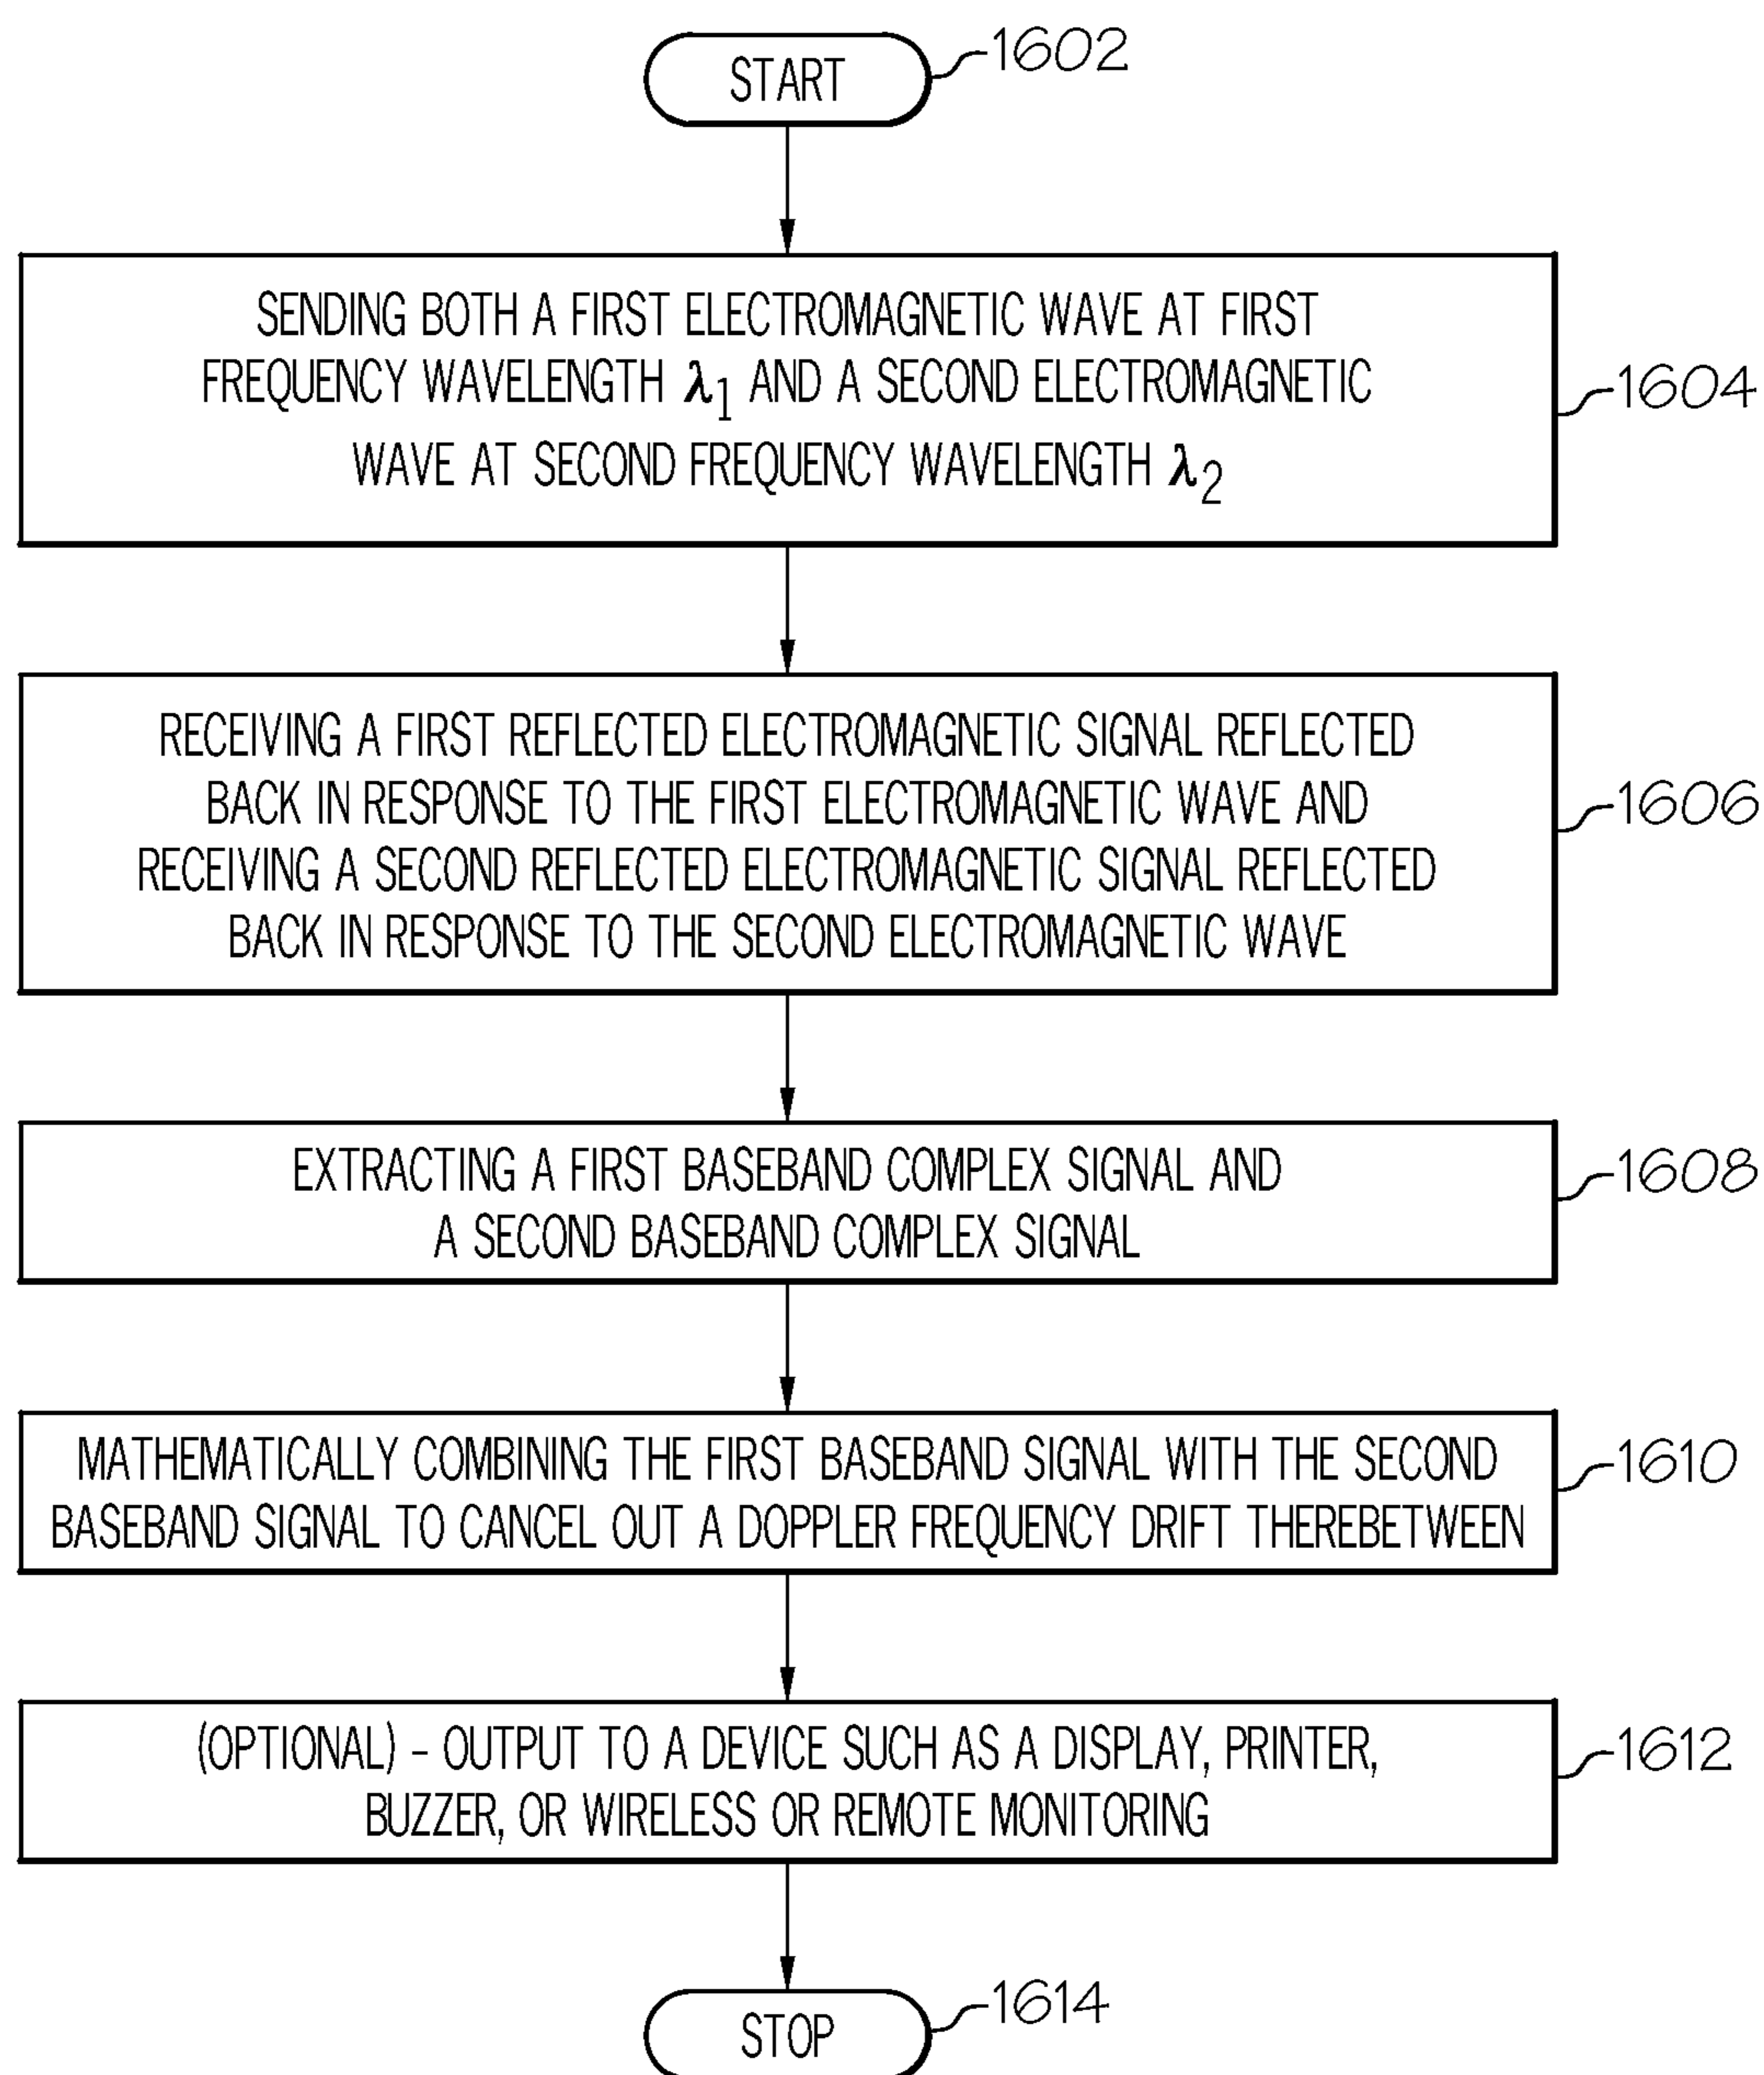 START
1602
SENDING BOTH A FIRST ELECTROMAGNETIC WAVE AT FIRST
FREQUENCY WAVELENGTH λ1 AND A SECOND ELECTROMAGNETIC
WAVE AT SECOND FREQUENCY WAVELENGTH λ2
1604
RECEIVING A FIRST REFLECTED ELECTROMAGNETIC SIGNAL REFLECTED
BACK IN RESPONSE TO THE FIRST ELECTROMAGNETIC WAVE AND
RECEIVING A SECOND REFLECTED ELECTROMAGNETIC SIGNAL REFLECTED
BACK IN RESPONSE TO THE SECOND ELECTROMAGNETIC WAVE
1606
EXTRACTING A FIRST BASEBAND COMPLEX SIGNAL AND
A SECOND BASEBAND COMPLEX SIGNAL
1608
MATHEMATICALLY COMBINING THE FIRST BASEBAND SIGNAL WITH THE SECOND
BASEBAND SIGNAL TO CANCEL OUT A DOPPLER FREQUENCY DRIFT THEREBETWEEN
1610
(OPTIONAL) – OUTPUT TO A DEVICE SUCH AS A DISPLAY, PRINTER,
BUZZER, OR WIRELESS OR REMOTE MONITORING
1612
STOP
1614